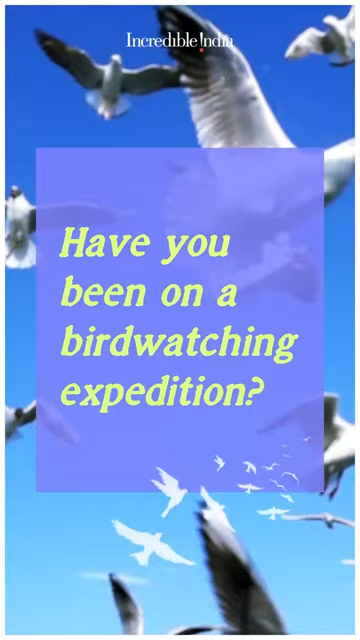 Incredible !ndia
Have you
been on a
birdwatching
expedition?